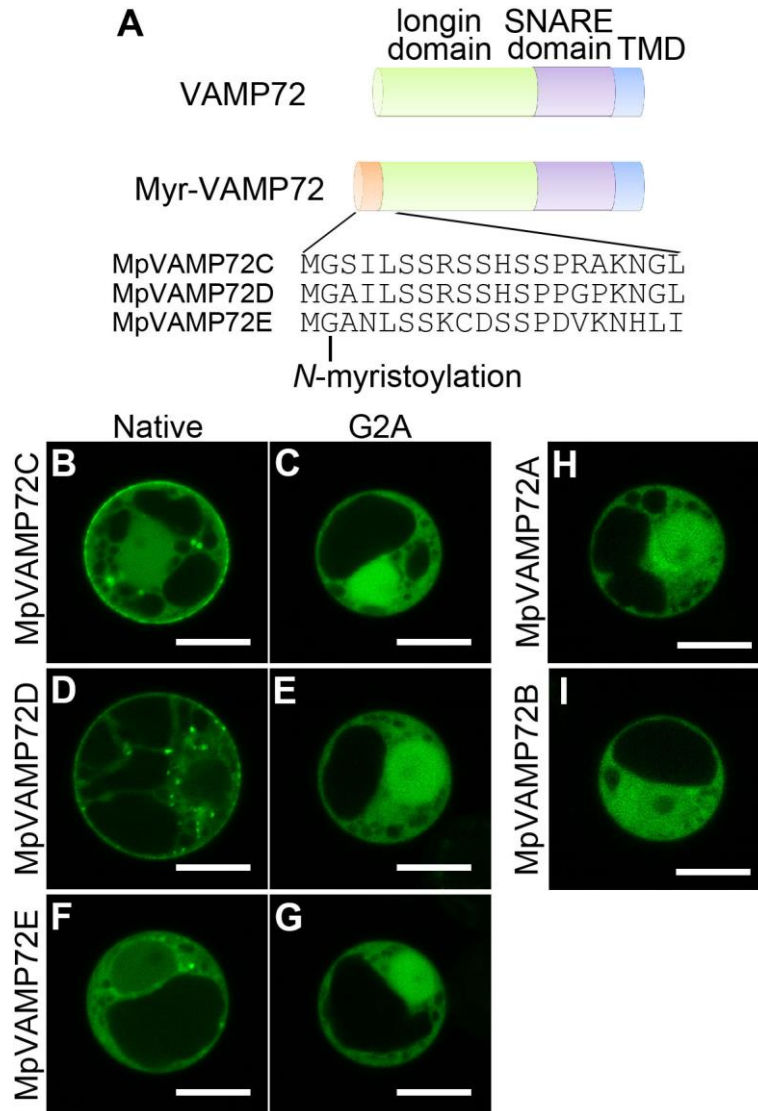 A
longin domain
SNARE domain
TMD
VAMP72
Myr-VAMP72
MpVAMP72C MGSILSSRSSHSSPRAKNGL
MpVAMP72D MGAILSSRSSHSPPGPKNGL
MpVAMP72E MGANLSSKCDSSPDVKNHLI
N-myristoylation
Native G2A
MpVAMP72C
B
C
MpVAMP72A
H
MpVAMP72D
D
E
MpVAMP72B
I
MpVAMP72E
F
G